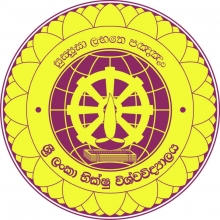 සුස්සූසා ලභතෙ පඤ්ඤං
ශ්‍රී ලංකා භික්ෂු විශ්වවිද්‍යාලය